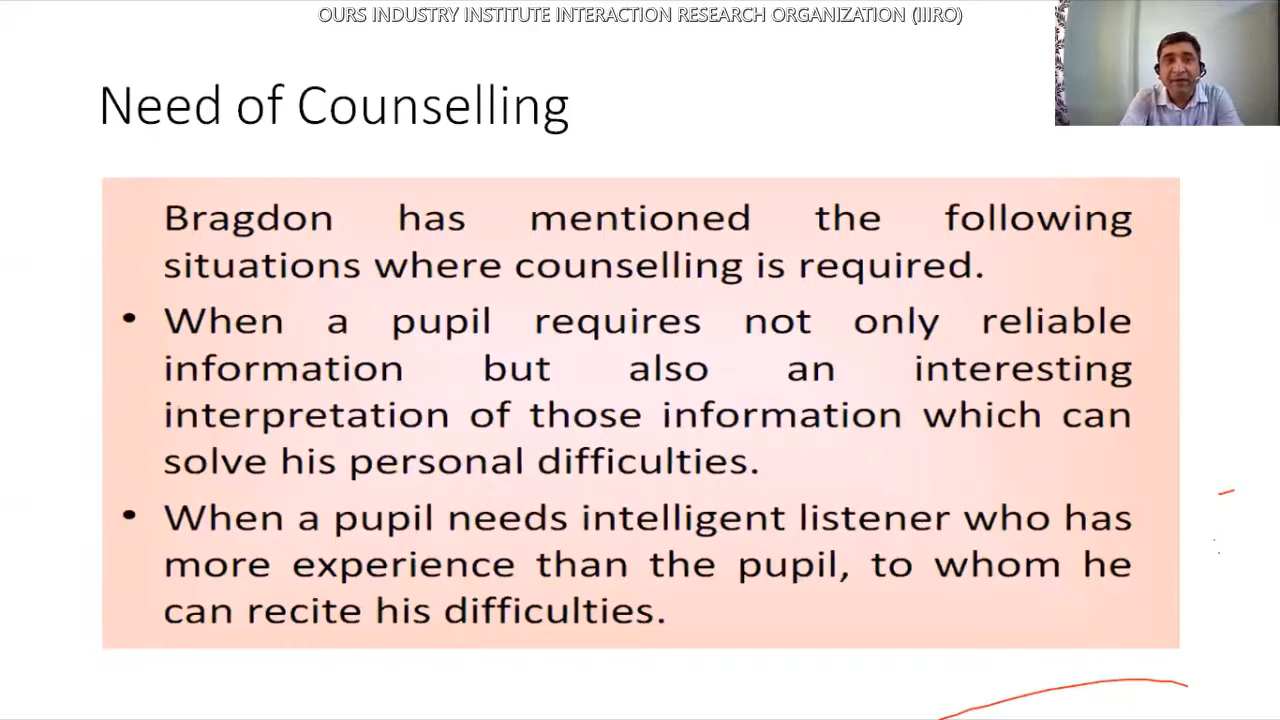 OURS INDUSTRY INSTITUTE INTERACTION RESEARCH ORGANIZATION (IIIRO)
Need of Counselling
Bragdon has mentioned the following
situations where counselling is required.
• When a pupil requires not only reliable
information but also an interesting
interpretation of those information which can
solve his personal difficulties.
• When a pupil needs intelligent listener who has
more experience than the pupil, to whom he
can recite his difficulties.